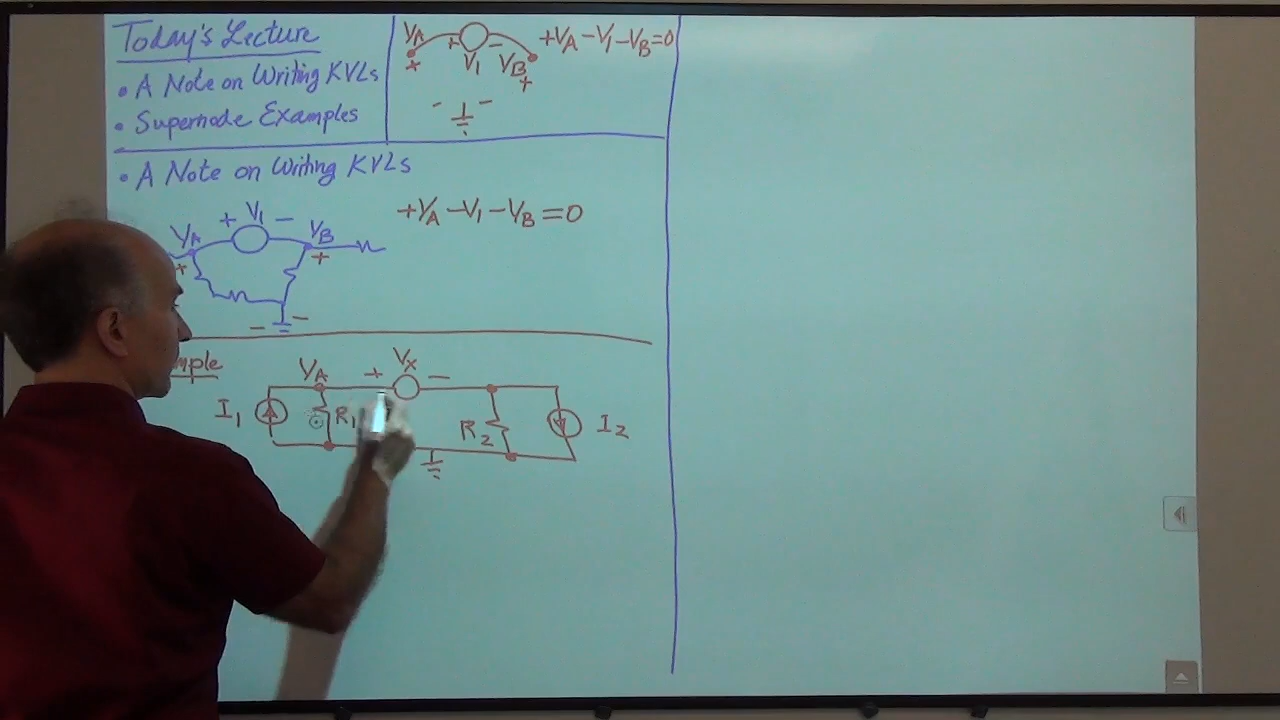 Today's Lecture
• A Note on Writing KVLs
• Supernode Examples
VA + V1 - VB +VA -V1 -VB=0
+ +
- -
• A Note on Writing KVLs
+VA -V1 -VB =0
VA + V1 - VB
+ +
- -
mple
VA + Vx -
I1 R1 R2 I2